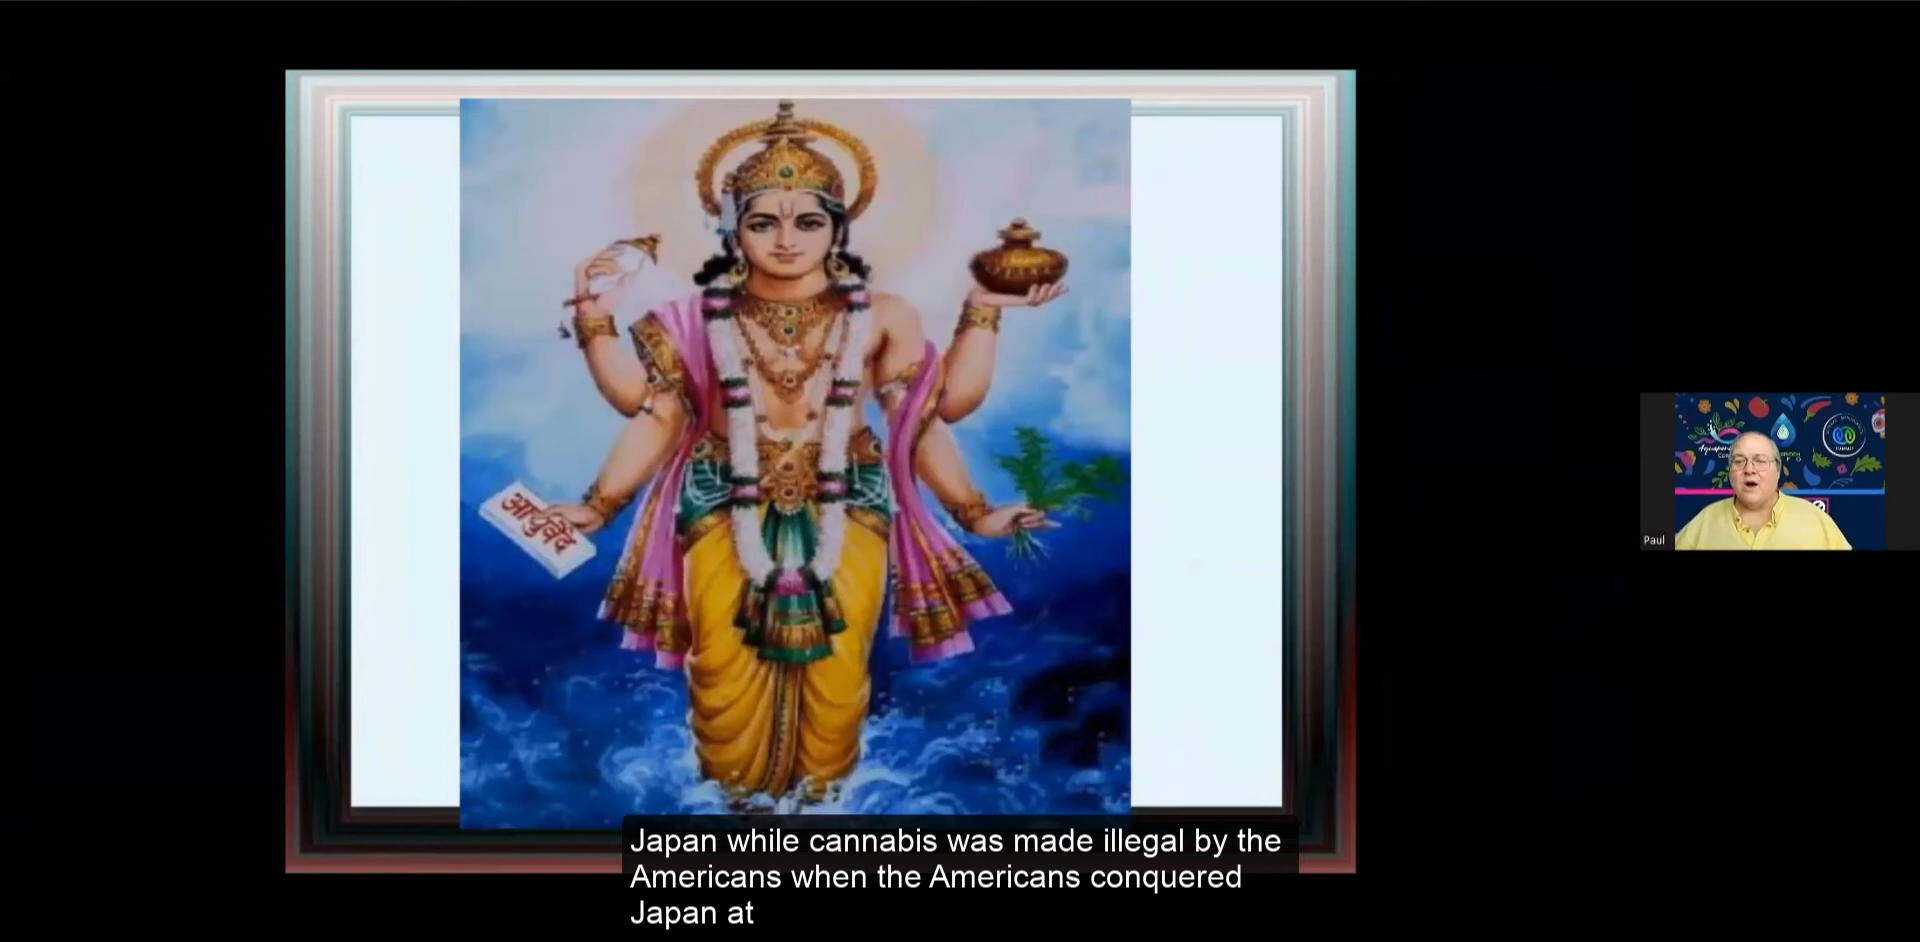 आयुर्वेद
Paul
Japan while cannabis was made illegal by the
Americans when the Americans conquered
Japan at